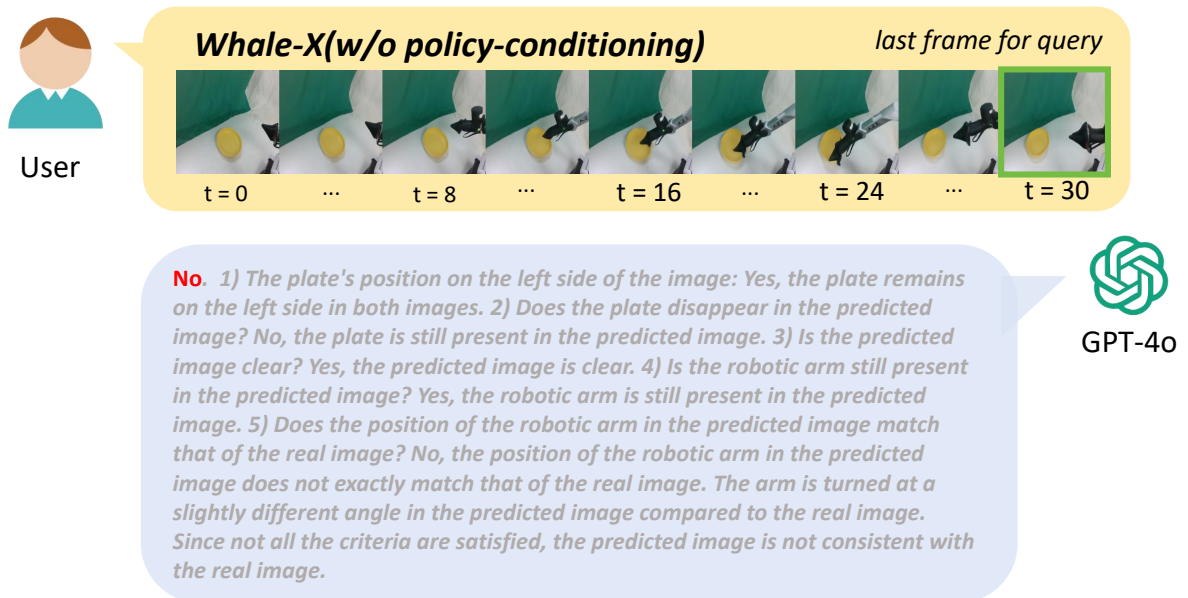 Whale-X(w/o policy-conditioning)
last frame for query
User
t = 0 ... t = 8 ... t = 16 ... t = 24 ... t = 30
No. 1) The plate's position on the left side of the image: Yes, the plate remains
on the left side in both images. 2) Does the plate disappear in the predicted
image? No, the plate is still present in the predicted image. 3) Is the predicted
image clear? Yes, the predicted image is clear. 4) Is the robotic arm still present
in the predicted image? Yes, the robotic arm is still present in the predicted
image. 5) Does the position of the robotic arm in the predicted image match
that of the real image? No, the position of the robotic arm in the predicted
image does not exactly match that of the real image. The arm is turned at a
slightly different angle in the predicted image compared to the real image.
Since not all the criteria are satisfied, the predicted image is not consistent with
the real image.
GPT-4o